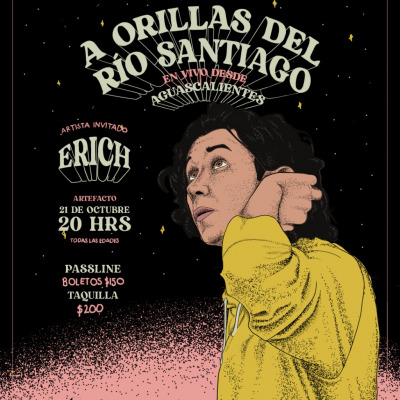 A ORILLAS DEL
RÍO SANTIAGO
EN VIVO DESDE
AGUASCALIENTES
ARTISTA INVITADO
ERICH
ARTEFACTO
21 DE OCTUBRE
20 HRS
TODAS LAS EDADES
PASSLINE
BOLETOS $150
TAQUILLA
$200